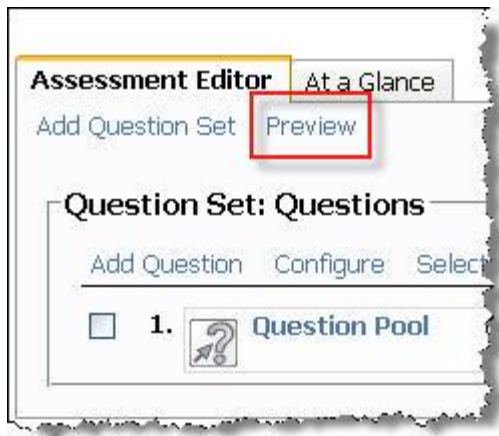 Assessment Editor At a Glance
Add Question Set Preview
Question Set: Questions
Add Question Configure Select
1. Question Pool